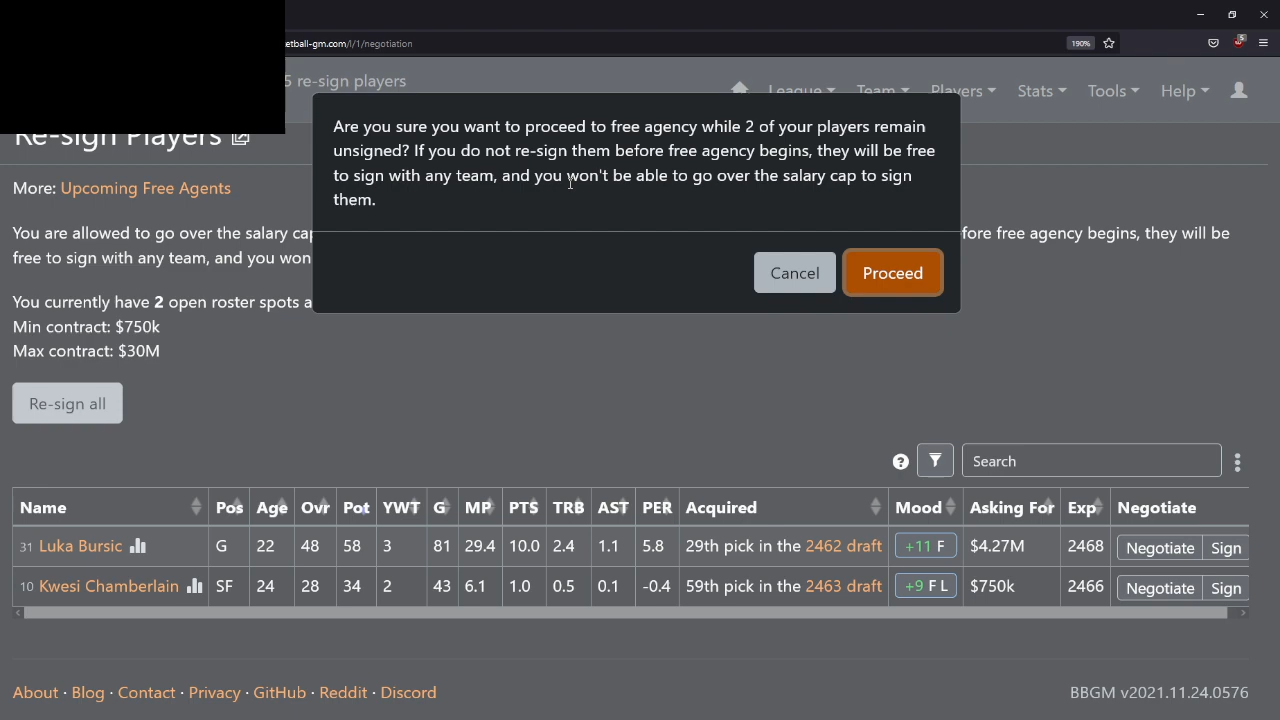 etball-gm.com/l/1/negotiation
190%
5 re-sign players
League
Team
Players
Stats
Tools
Help
Re-sign Players
Are you sure you want to proceed to free agency while 2 of your players remain
unsigned? If you do not re-sign them before free agency begins, they will be free
to sign with any team, and you won't be able to go over the salary cap to sign
them.
Cancel
Proceed
More: Upcoming Free Agents
You are allowed to go over the salary cap
fore free agency begins, they will be
free to sign with any team, and you won
You currently have 2 open roster spots a
Min contract: $750k
Max contract: $30M
Re-sign all
Search
Name Pos Age Ovr Pot YWT G MP PTS TRB AST PER Acquired Mood Asking For Exp Negotiate
31 Luka Bursic G 22 48 58 3 81 29.4 10.0 2.4 1.1 5.8 29th pick in the 2462 draft +11 F $4.27M 2468 Negotiate Sign
10 Kwesi Chamberlain SF 24 28 34 2 43 6.1 1.0 0.5 0.1 -0.4 59th pick in the 2463 draft +9 F L $750k 2466 Negotiate Sign
About · Blog · Contact · Privacy · GitHub · Reddit · Discord
BBGM v2021.11.24.0576